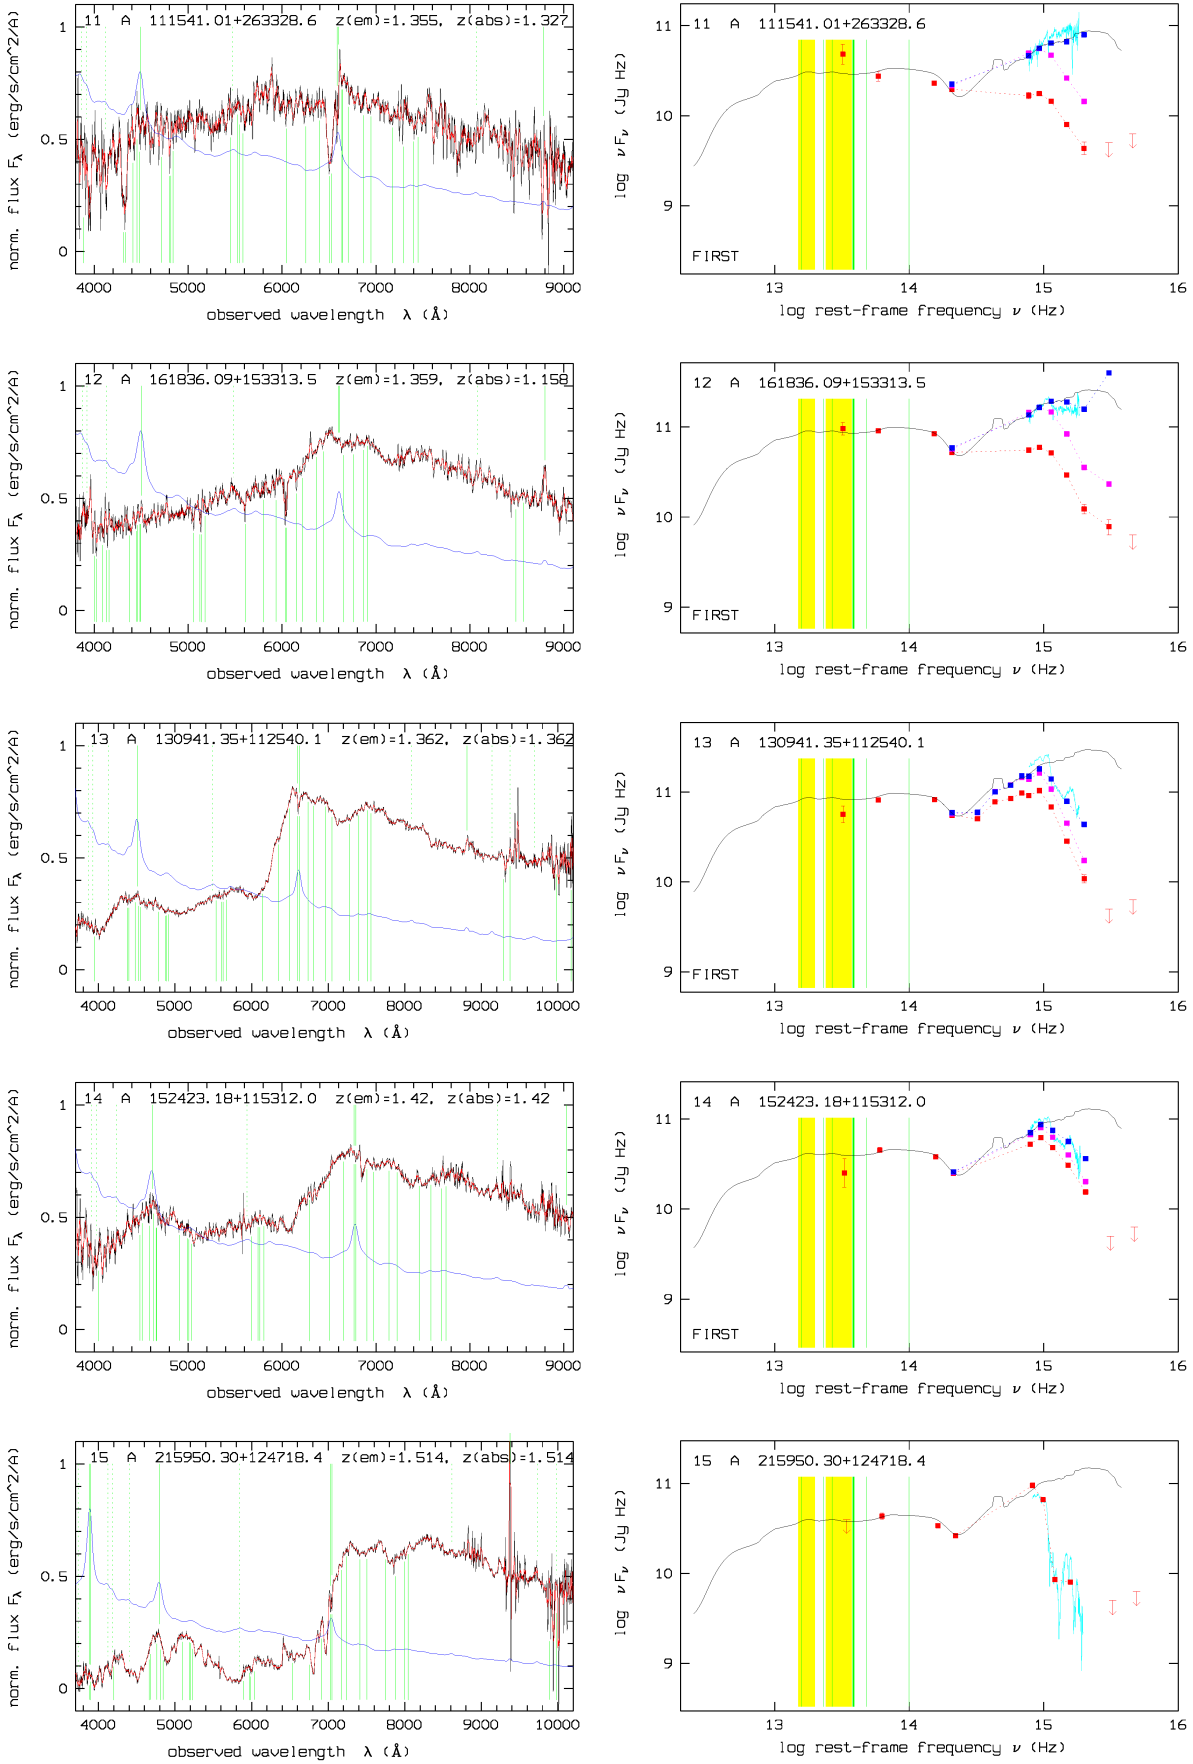 11 A 111541.01+263328.6 z(em)=1.355, z(abs)=1.327
norm. flux Fλ (erg/s/cm^2/A)
1
0.5
0
4000 5000 6000 7000 8000 9000
observed wavelength λ (Å)
11 A 111541.01+263328.6
log ν Fν (Jy Hz)
11
10
9
FIRST
13 14 15 16
log rest-frame frequency ν (Hz)
12 A 161836.09+153313.5 z(em)=1.359, z(abs)=1.158
norm. flux Fλ (erg/s/cm^2/A)
1
0.5
0
4000 5000 6000 7000 8000 9000
observed wavelength λ (Å)
12 A 161836.09+153313.5
log ν Fν (Jy Hz)
11
10
9
FIRST
13 14 15 16
log rest-frame frequency ν (Hz)
13 A 130941.35+112540.1 z(em)=1.362, z(abs)=1.362
norm. flux Fλ (erg/s/cm^2/A)
1
0.5
0
4000 5000 6000 7000 8000 9000 10000
observed wavelength λ (Å)
13 A 130941.35+112540.1
log ν Fν (Jy Hz)
11
10
9
FIRST
13 14 15 16
log rest-frame frequency ν (Hz)
14 A 152423.18+115312.0 z(em)=1.42, z(abs)=1.42
norm. flux Fλ (erg/s/cm^2/A)
1
0.5
0
4000 5000 6000 7000 8000 9000
observed wavelength λ (Å)
14 A 152423.18+115312.0
log ν Fν (Jy Hz)
11
10
9
FIRST
13 14 15 16
log rest-frame frequency ν (Hz)
15 A 215950.30+124718.4 z(em)=1.514, z(abs)=1.514
norm. flux Fλ (erg/s/cm^2/A)
1
0.5
0
4000 5000 6000 7000 8000 9000 10000
observed wavelength λ (Å)
15 A 215950.30+124718.4
log ν Fν (Jy Hz)
11
10
9
13 14 15 16
log rest-frame frequency ν (Hz)